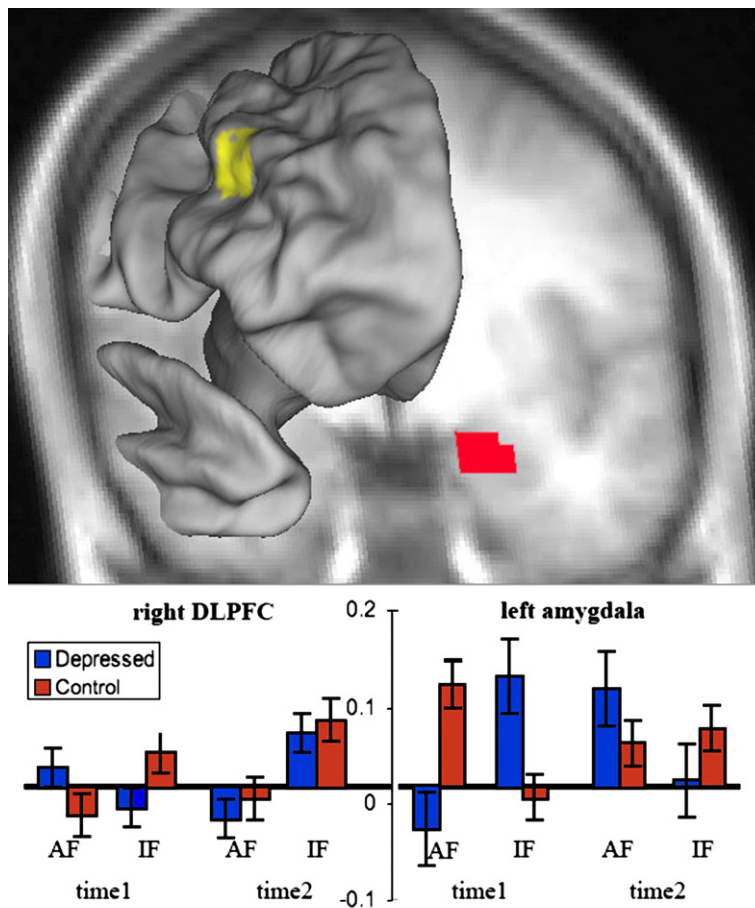 right DLPFC 0.2 left amygdala
Depressed
Control
0.1
0
AF IF AF IF AF IF AF IF
time1 time2 -0.1 time1 time2